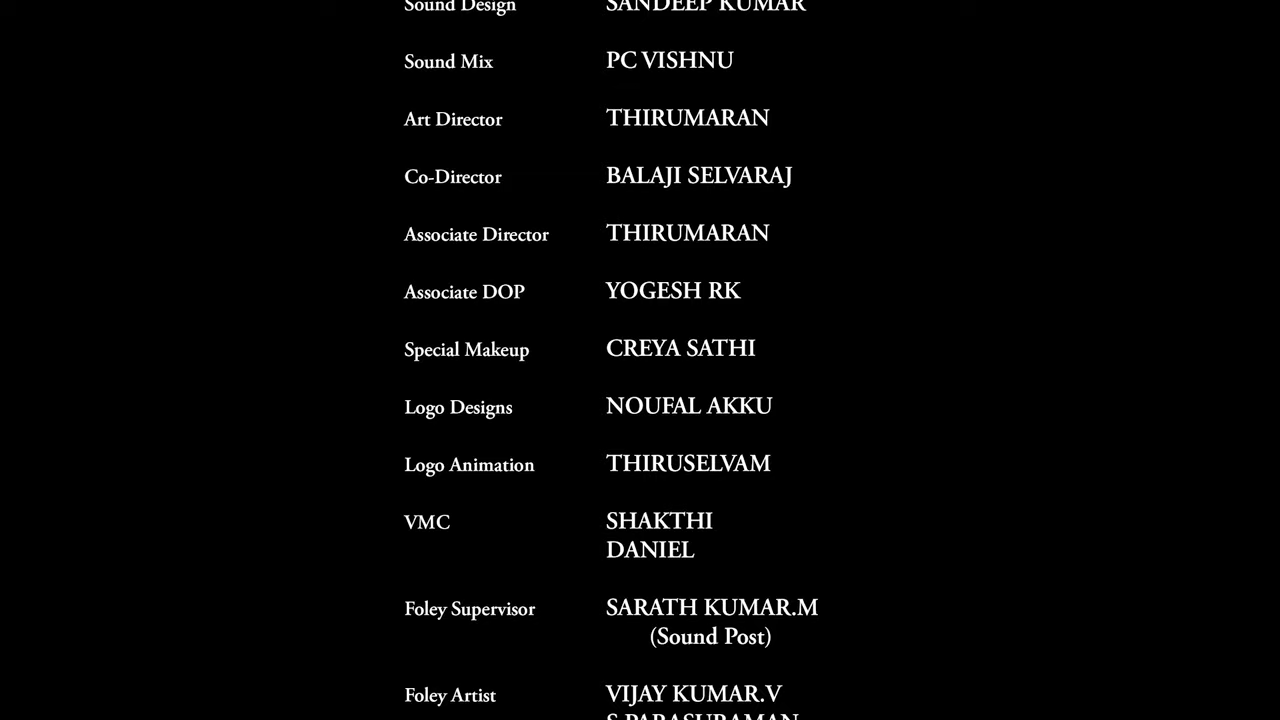 Sound Design SANDEEP KUMAR
Sound Mix PC VISHNU
Art Director THIRUMARAN
Co-Director BALAJI SELVARAJ
Associate Director THIRUMARAN
Associate DOP YOGESH RK
Special Makeup CREYA SATHI
Logo Designs NOUFAL AKKU
Logo Animation THIRUSELVAM
VMC SHAKTHI
DANIEL
Foley Supervisor SARATH KUMAR.M
(Sound Post)
Foley Artist VIJAY KUMAR.V
S PARASURAMAN